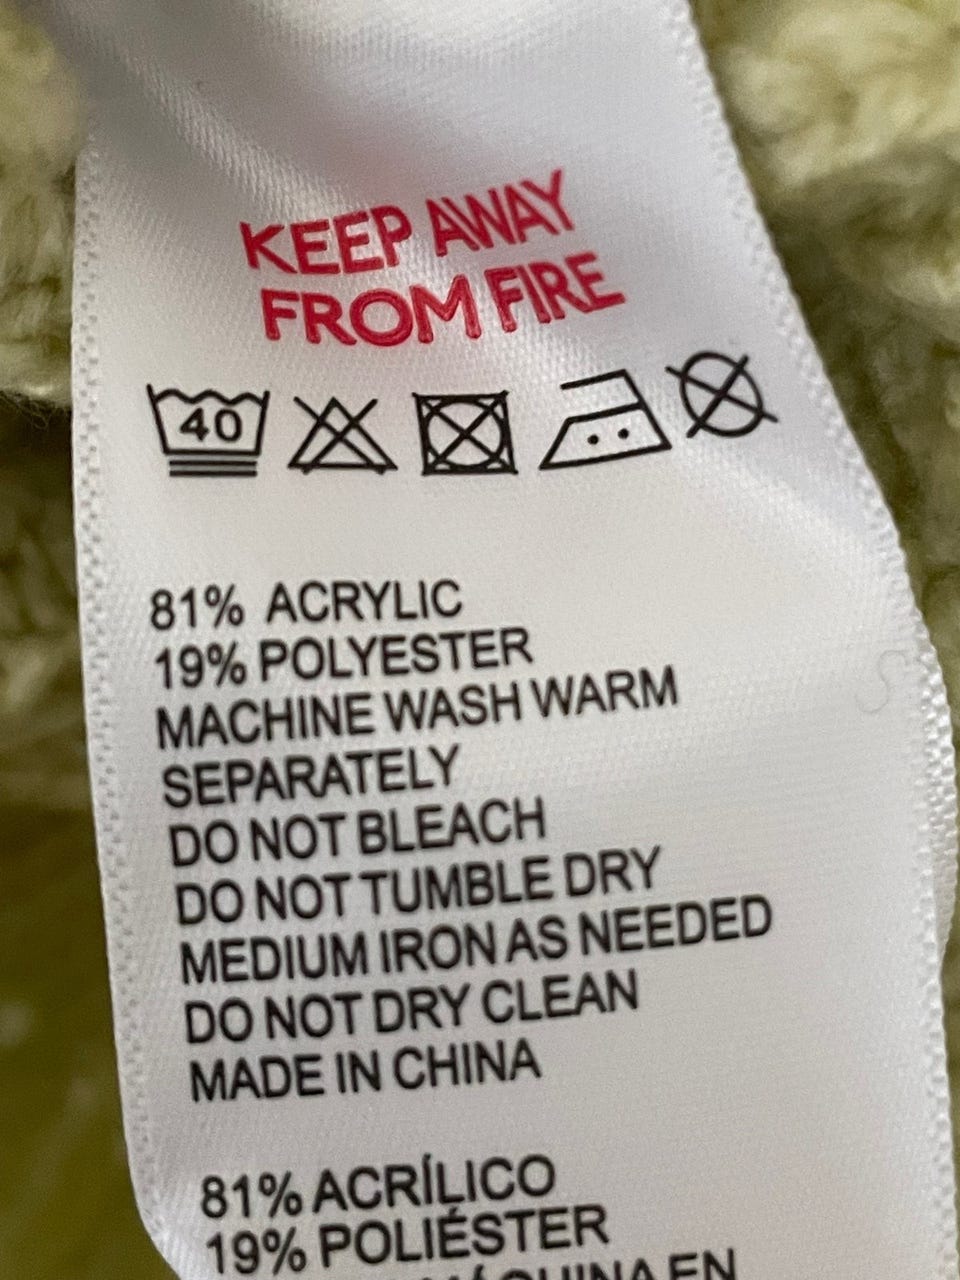 KEEP AWAY
FROM FIRE
40
81% ACRYLIC
19% POLYESTER
MACHINE WASH WARM
SEPARATELY
DO NOT BLEACH
DO NOT TUMBLE DRY
MEDIUM IRON AS NEEDED
DO NOT DRY CLEAN
MADE IN CHINA
81% ACRÍLICO
19% POLIÉSTER
EN